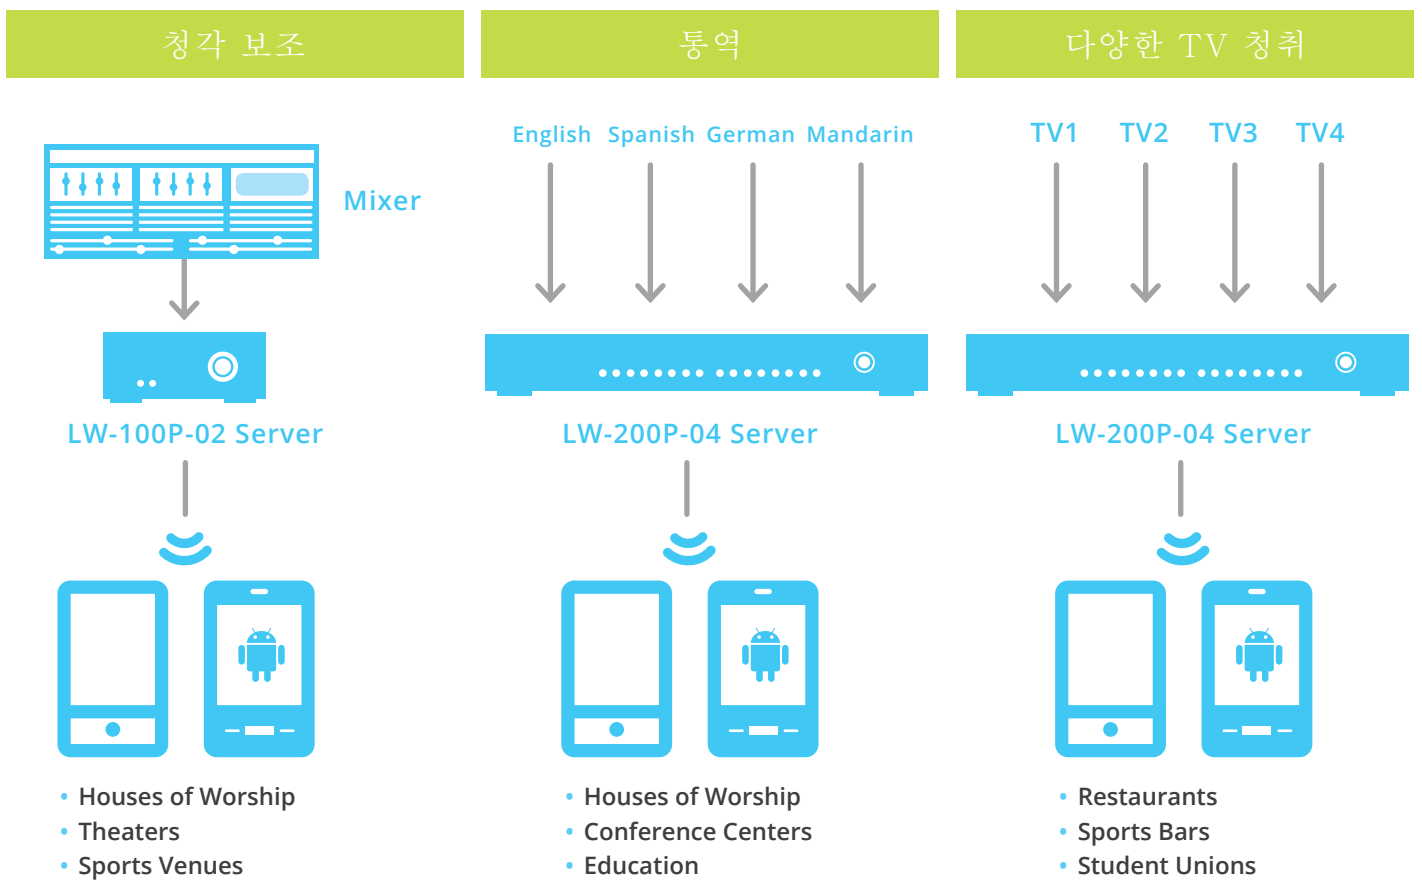 청각 보조
Mixer
LW-100P-02 Server
• Houses of Worship
• Theaters
• Sports Venues
통역
English Spanish German Mandarin
LW-200P-04 Server
• Houses of Worship
• Conference Centers
• Education
다양한 TV 청취
TV1 TV2 TV3 TV4
LW-200P-04 Server
• Restaurants
• Sports Bars
• Student Unions